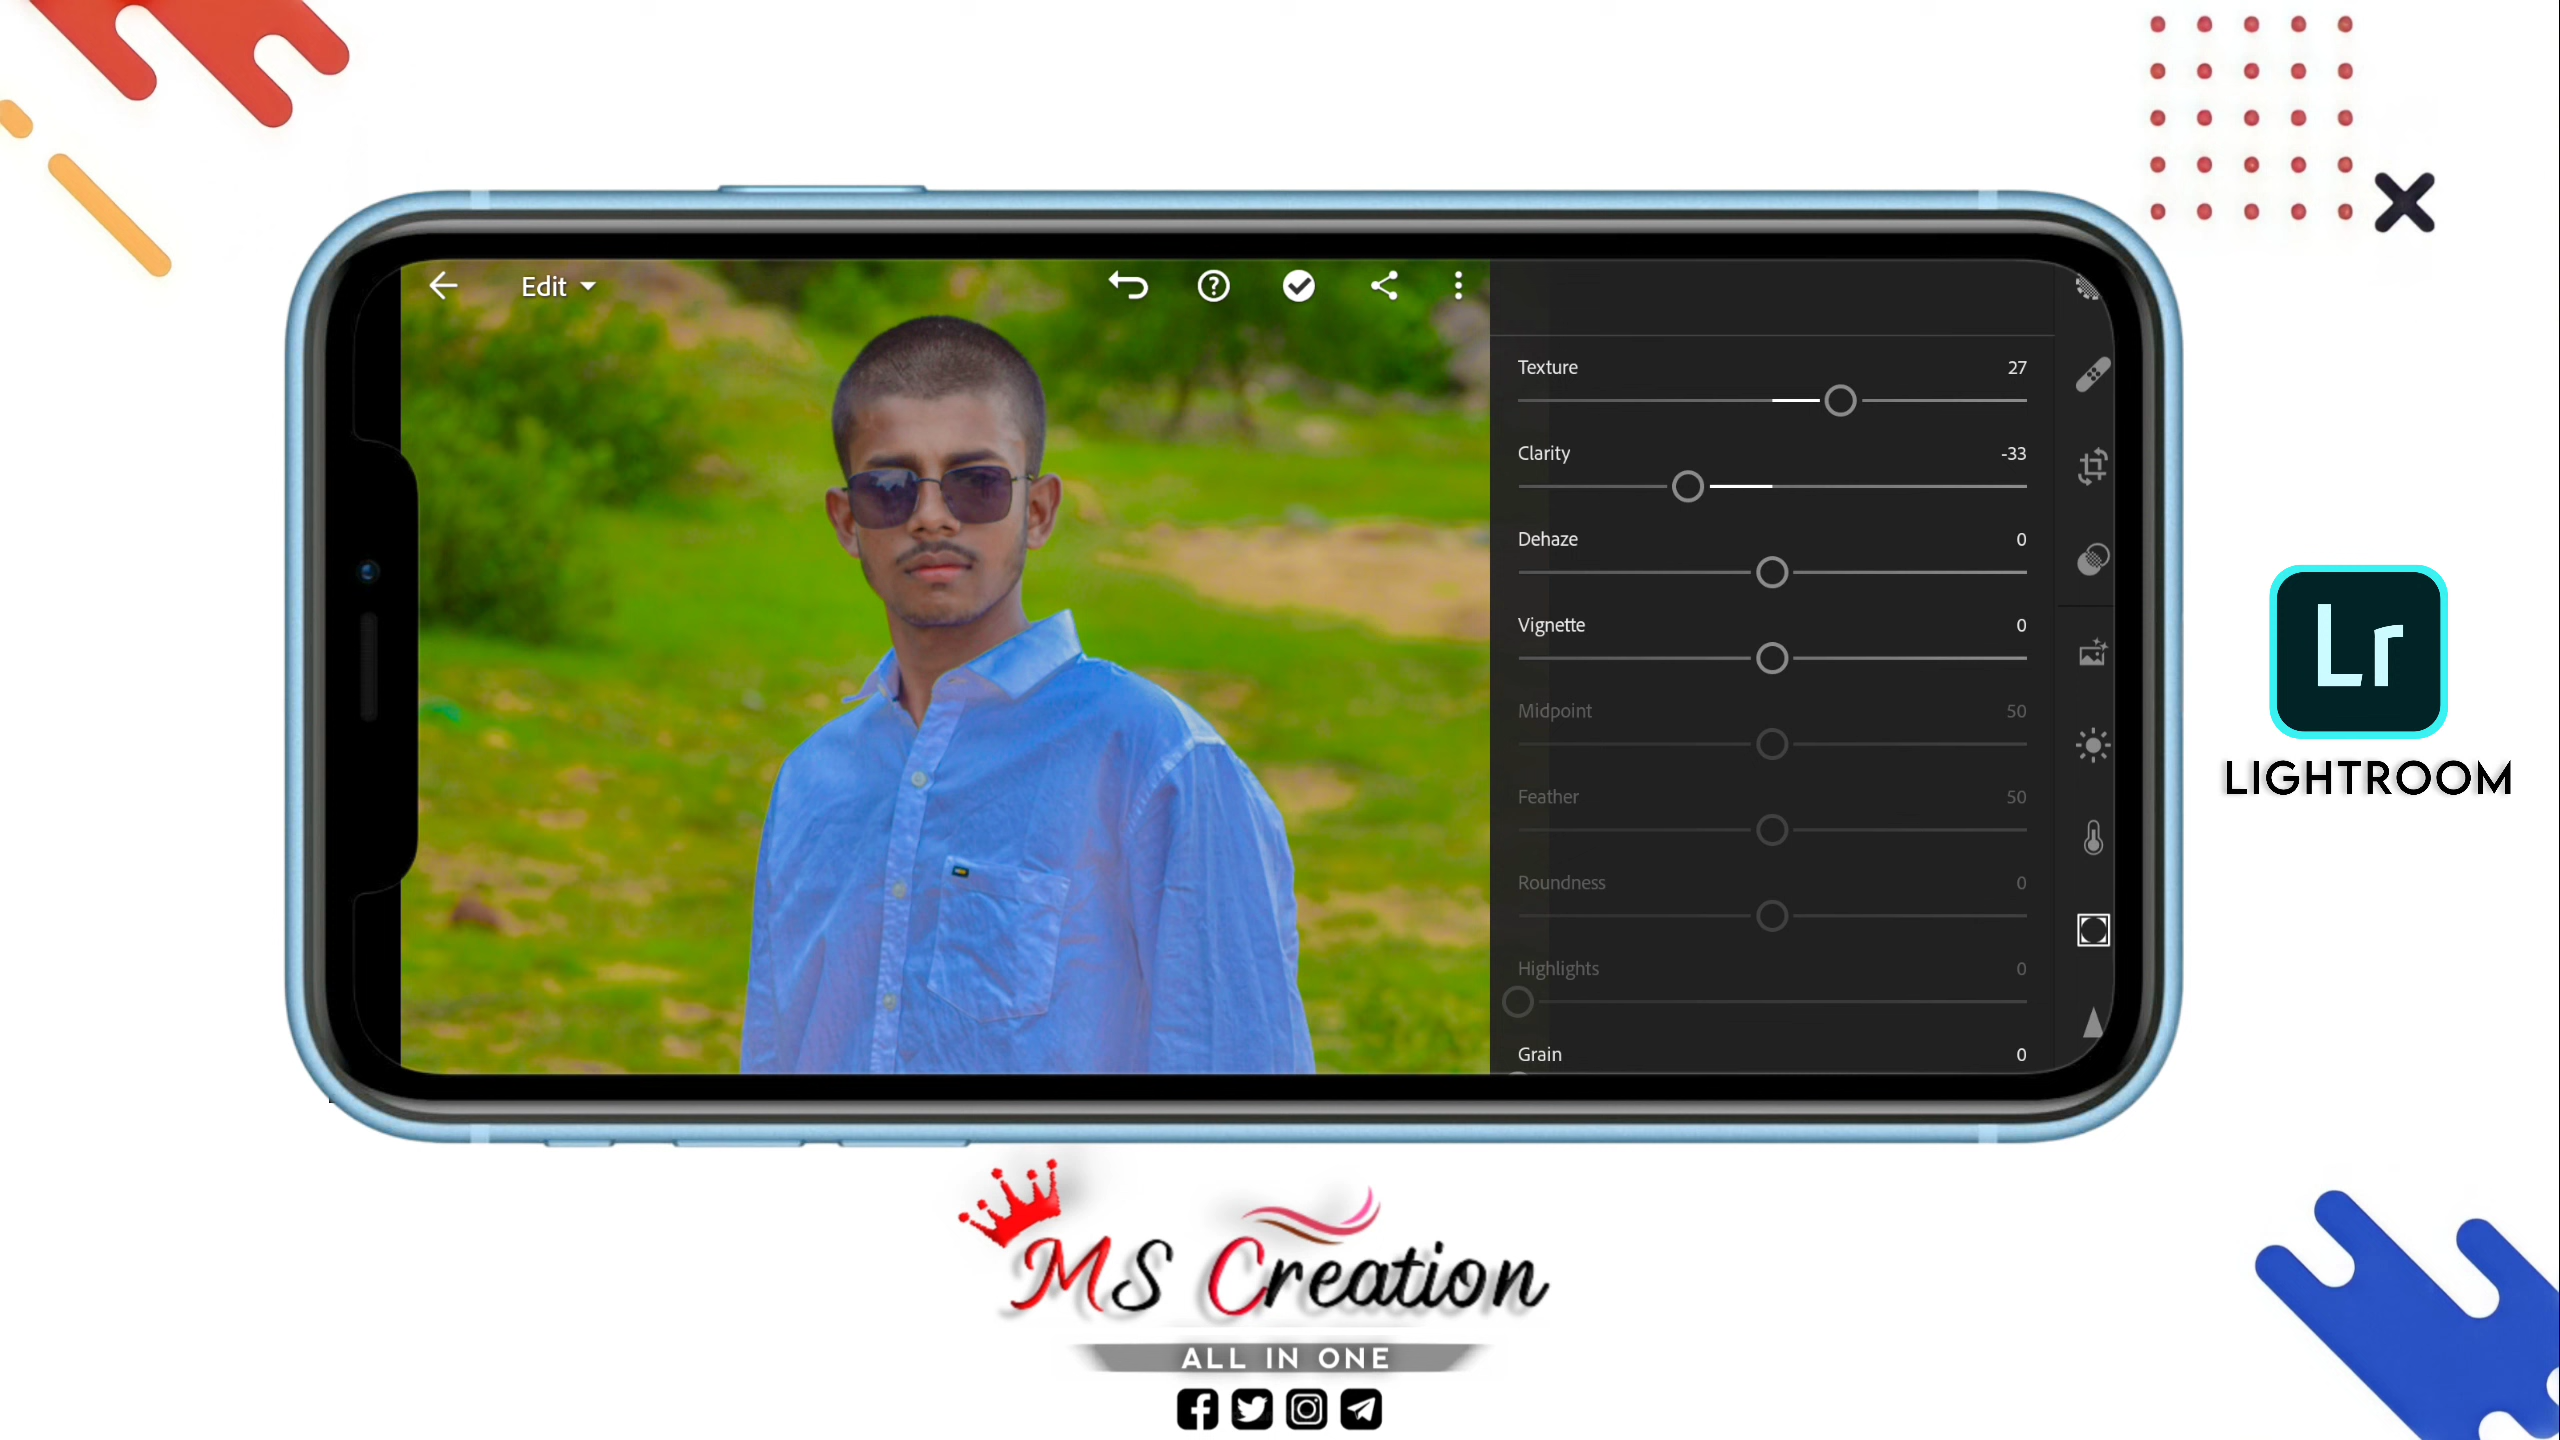 Edit
Texture 27
Clarity -33
Dehaze 0
Vignette 0
Midpoint 50
Feather 50
Roundness 0
Highlights 0
Grain 0
Lr
LIGHTROOM
MS Creation
ALL IN ONE